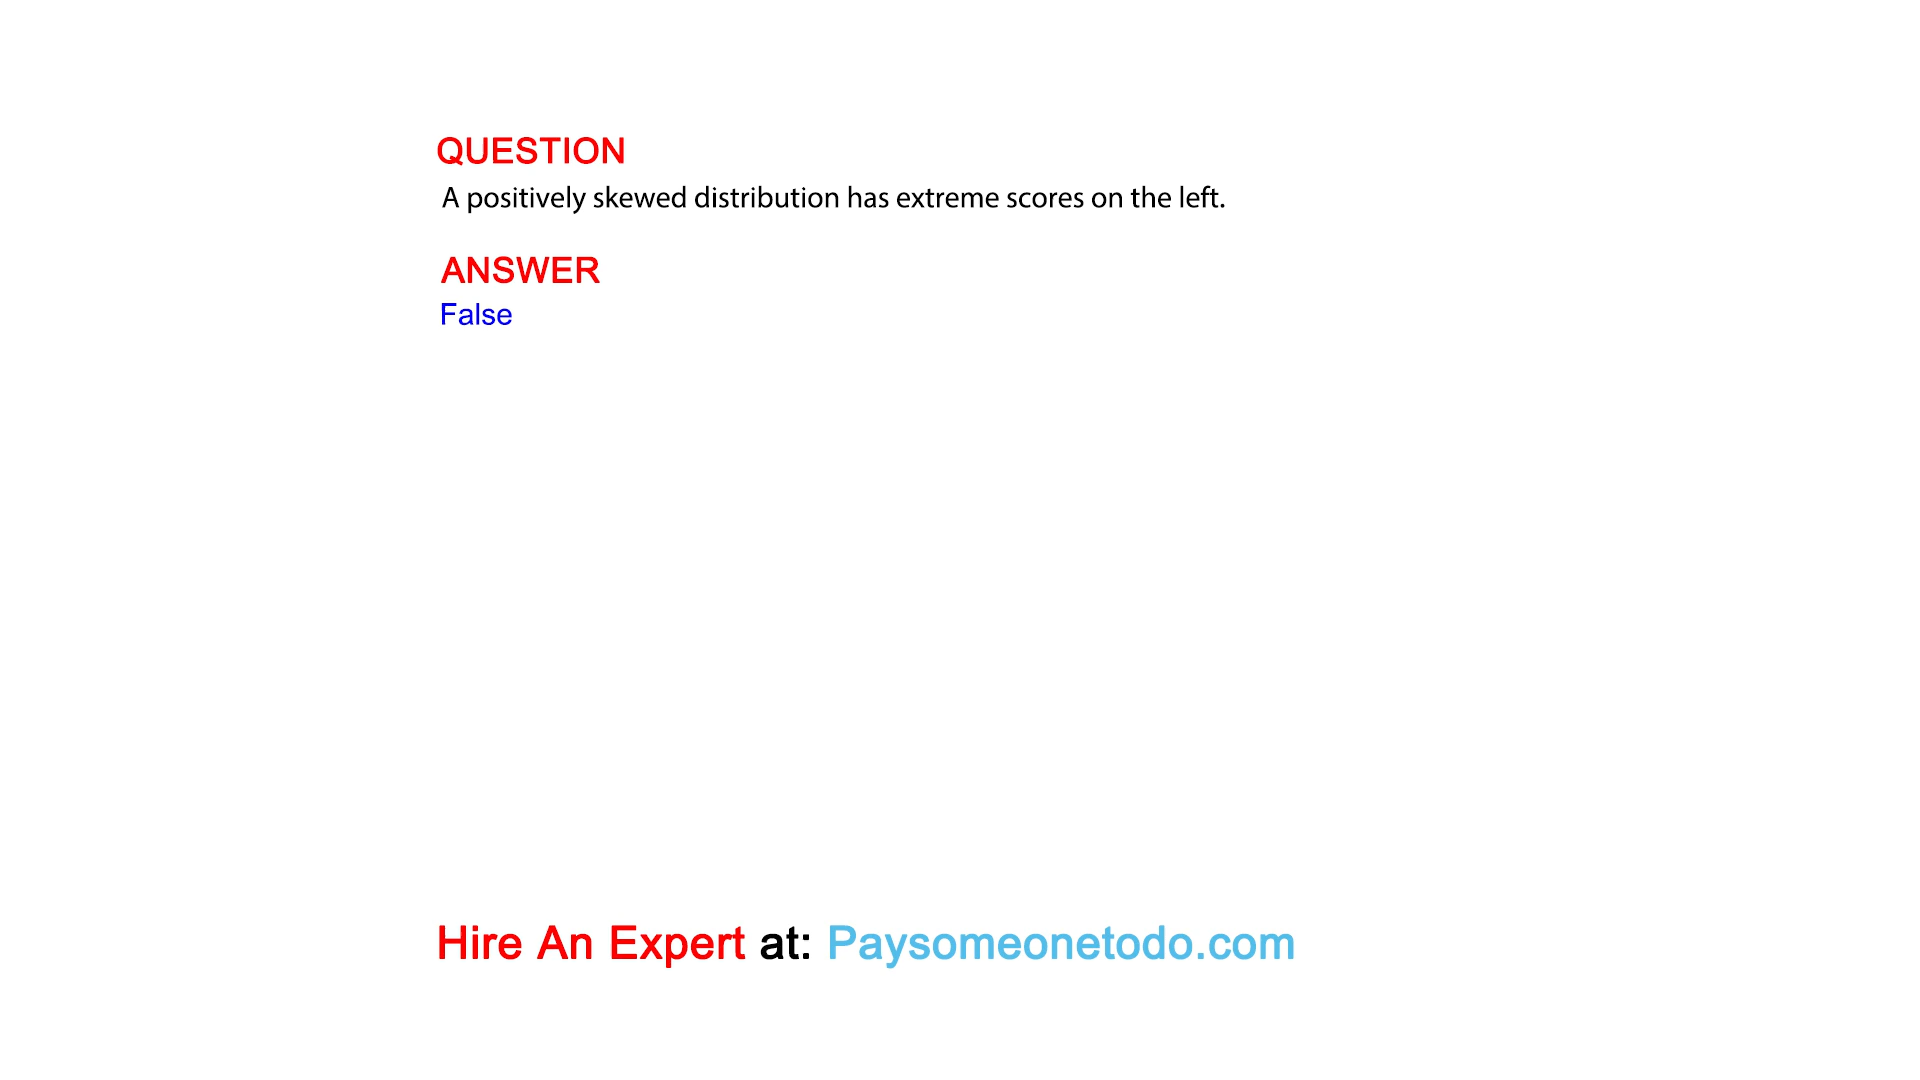 QUESTION
A positively skewed distribution has extreme scores on the left.
ANSWER
False
Hire An Expert at: Paysomeonetodo.com